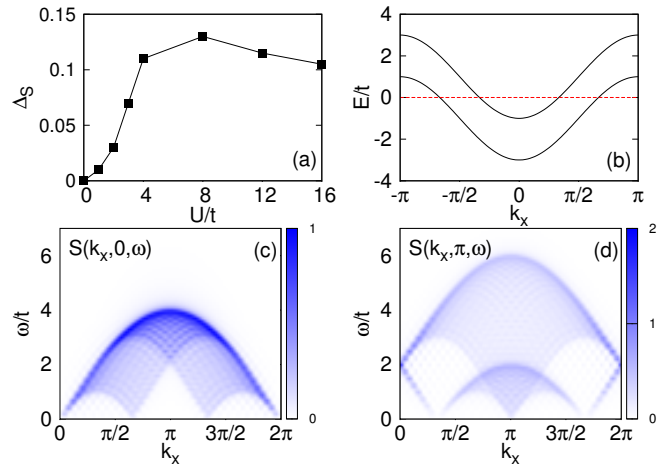 0.15
0.1
0.05
0
Δ_S
0 4 8 12 16
U/t
(a)
4
2
0
-2
-4
E/t
-π -π/2 0 π/2 π
k_x
(b)
6
4
2
0
ω/t
S(k_x,0,ω)
(c)
0 π/2 π 3π/2 2π
k_x
1
0
6
4
2
0
ω/t
S(k_x,π,ω)
(d)
0 π/2 π 3π/2 2π
k_x
2
1
0